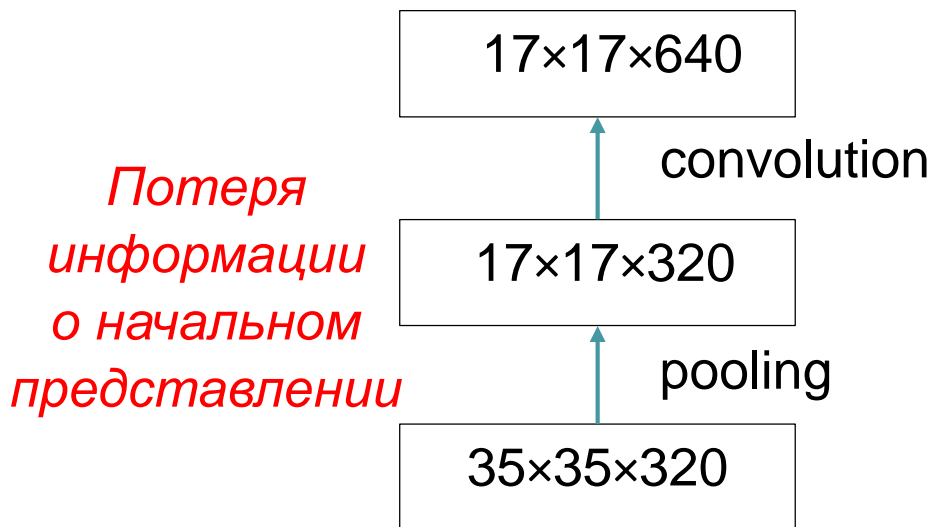 17×17×640
convolution
Потеря
информации
о начальном
представлении
17×17×320
pooling
35×35×320